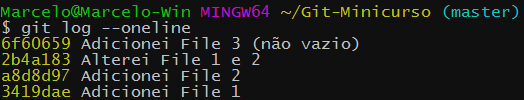 Marcelo@Marcelo-Win MINGW64 ~/Git-Minicurso (master)
$ git log --oneline
6f60659 Adicionei File 3 (não vazio)
2b4a183 Alterei File 1 e 2
a8d8d97 Adicionei File 2
3419dae Adicionei File 1